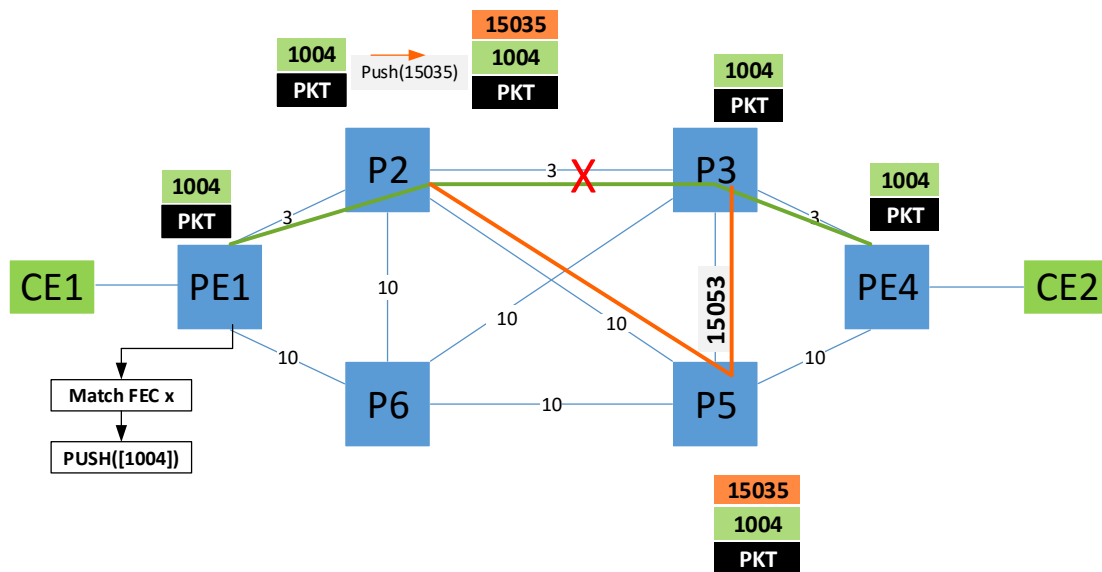 15035
1004
1004
Push(15035)
PKT
PKT
1004
PKT
P2
3
X
P3
1004
PKT
1004
PKT
3
3
CE1
PE1
10
10
10
15053
PE4
CE2
10
10
Match FEC x
P6
10
P5
PUSH([1004])
15035
1004
PKT